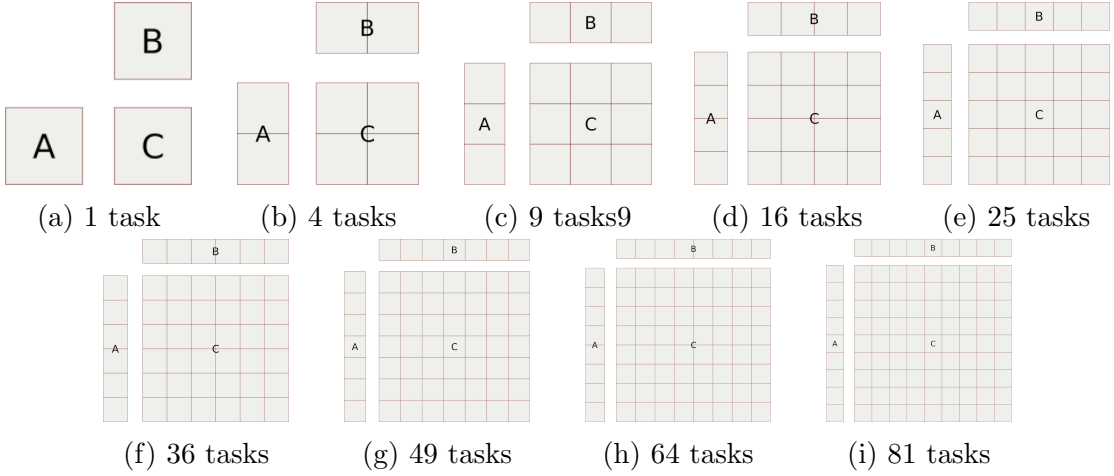 B
A C
(a) 1 task
B
A C
(b) 4 tasks
B
A C
(c) 9 tasks9
B
A C
(d) 16 tasks
B
A C
(e) 25 tasks
B
A C
(f) 36 tasks
B
A C
(g) 49 tasks
B
A C
(h) 64 tasks
B
A C
(i) 81 tasks